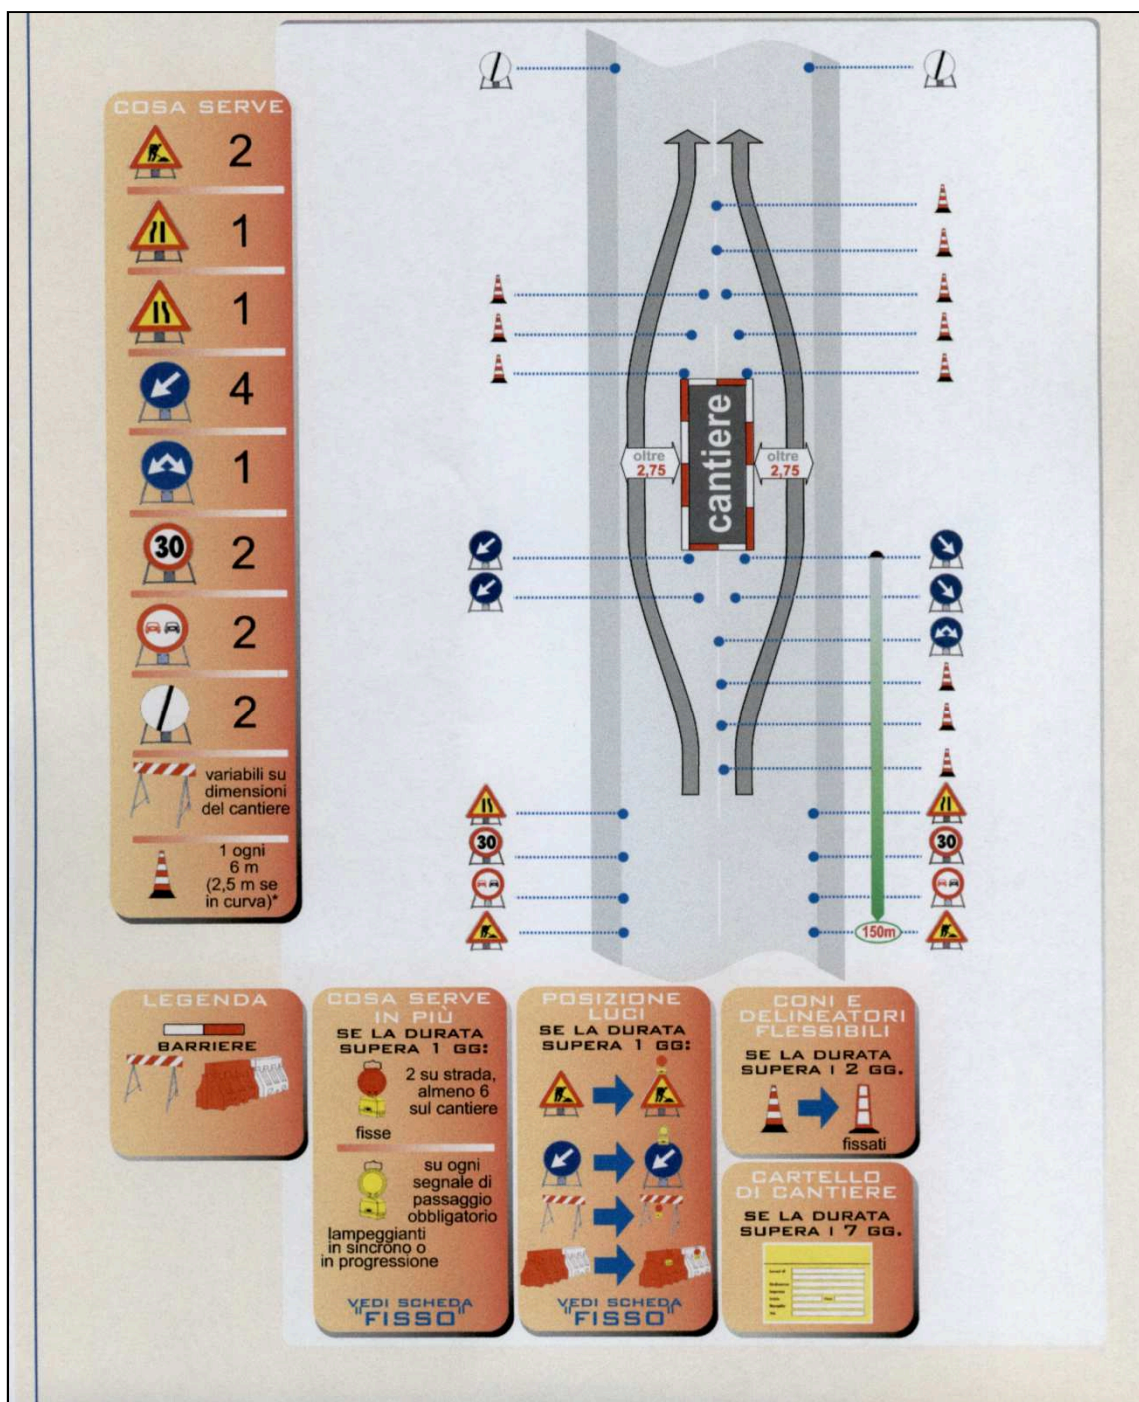 COSA SERVE
2
1
1
4
1
30
2
2
2
variabili su
dimensioni
del cantiere
1 ogni
6 m
(2,5 m se
in curva)*
oltre
2,75
cantiere
oltre
2,75
30
30
150m
LEGENDA
BARRIERE
COSA SERVE
IN PIÙ
SE LA DURATA
SUPERA 1 GG:
2 su strada,
almeno 6
sul cantiere
fisse
su ogni
segnale di
passaggio
obbligatorio
lampeggianti
in sincrono o
in progressione
VEDI SCHEDA
"FISSO"
POSIZIONE
LUCI
SE LA DURATA
SUPERA 1 GG:
VEDI SCHEDA
"FISSO"
CONI E
DELINEATORI
FLESSIBILI
SE LA DURATA
SUPERA I 2 GG.
fissati
CARTELLO
DI CANTIERE
SE LA DURATA
SUPERA I 7 GG.